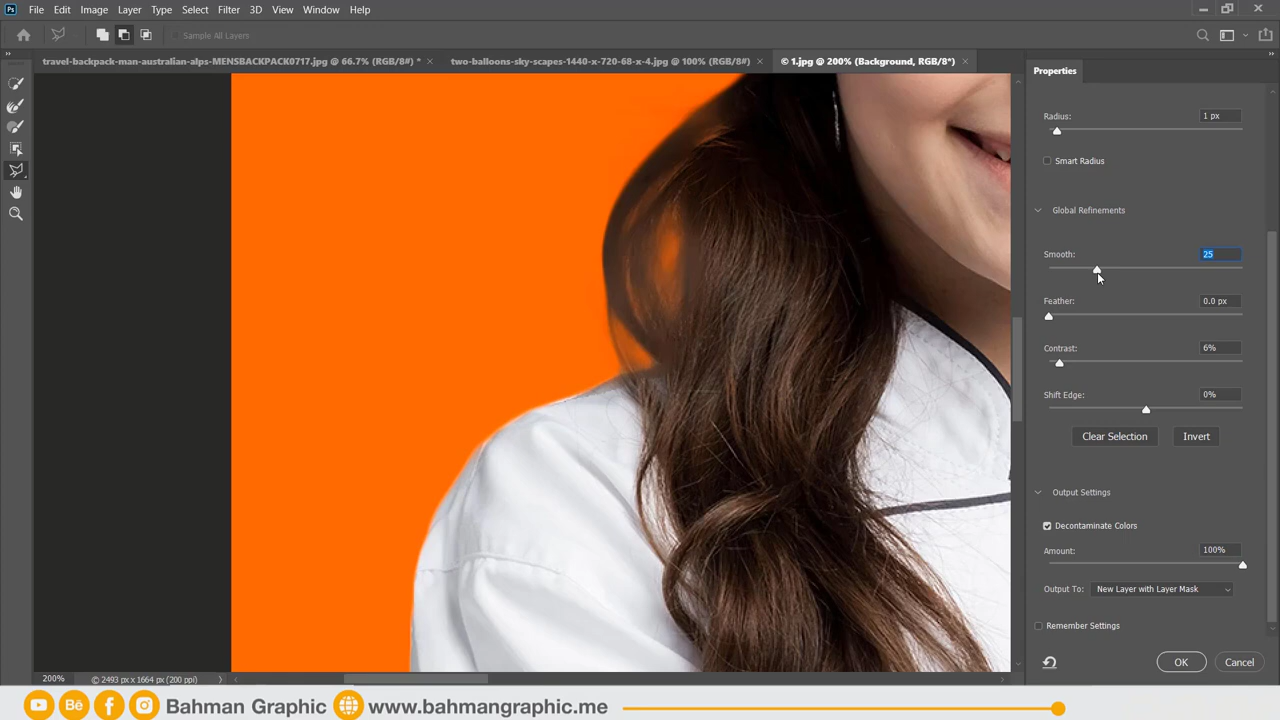 Ps File Edit Image Layer Type Select Filter 3D View Window Help
Sample All Layers
travel-backpack-man-australian-alps-MENSBACKPACK0717.jpg @ 66.7% (RGB/8#) * ×
two-balloons-sky-scapes-1440-x-720-68-x-4.jpg @ 100% (RGB/8#) ×
© 1.jpg @ 200% (Background, RGB/8*) ×
Properties
Radius: 1 px
Smart Radius
Global Refinements
Smooth: 25
Feather: 0.0 px
Contrast: 6%
Shift Edge: 0%
Clear Selection Invert
Output Settings
Decontaminate Colors
Amount: 100%
Output To: New Layer with Layer Mask
Remember Settings
OK Cancel
200% © 2493 px x 1664 px (200 ppi)
Bē f Bahman Graphic www.bahmangraphic.me